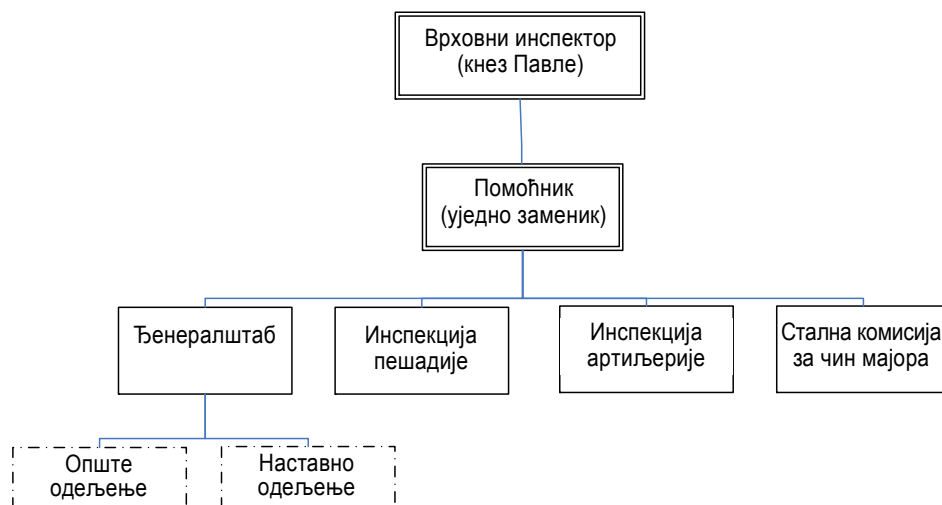 Врховни инспектор
(кнез Павле)
Помоћник
(уједно заменик)
Ђенералштаб
Инспекција
пешадије
Инспекција
артиљерије
Стална комисија
за чин мајора
Опште
одељење
Наставно
одељење